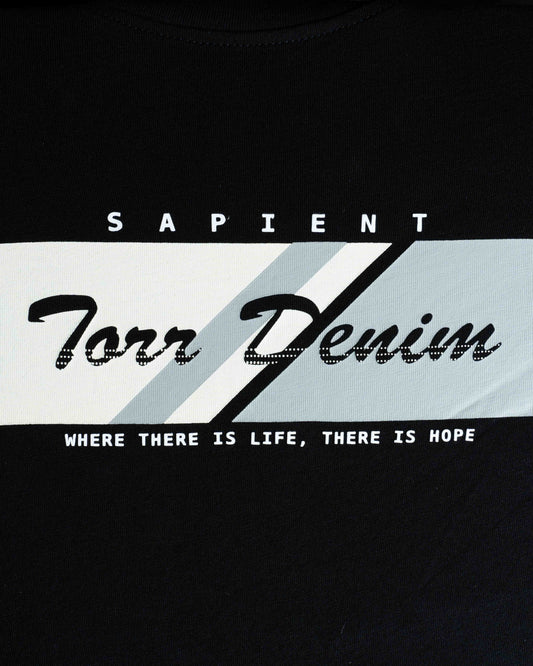 SAPIENT
Torr Denim
WHERE THERE IS LIFE, THERE IS HOPE